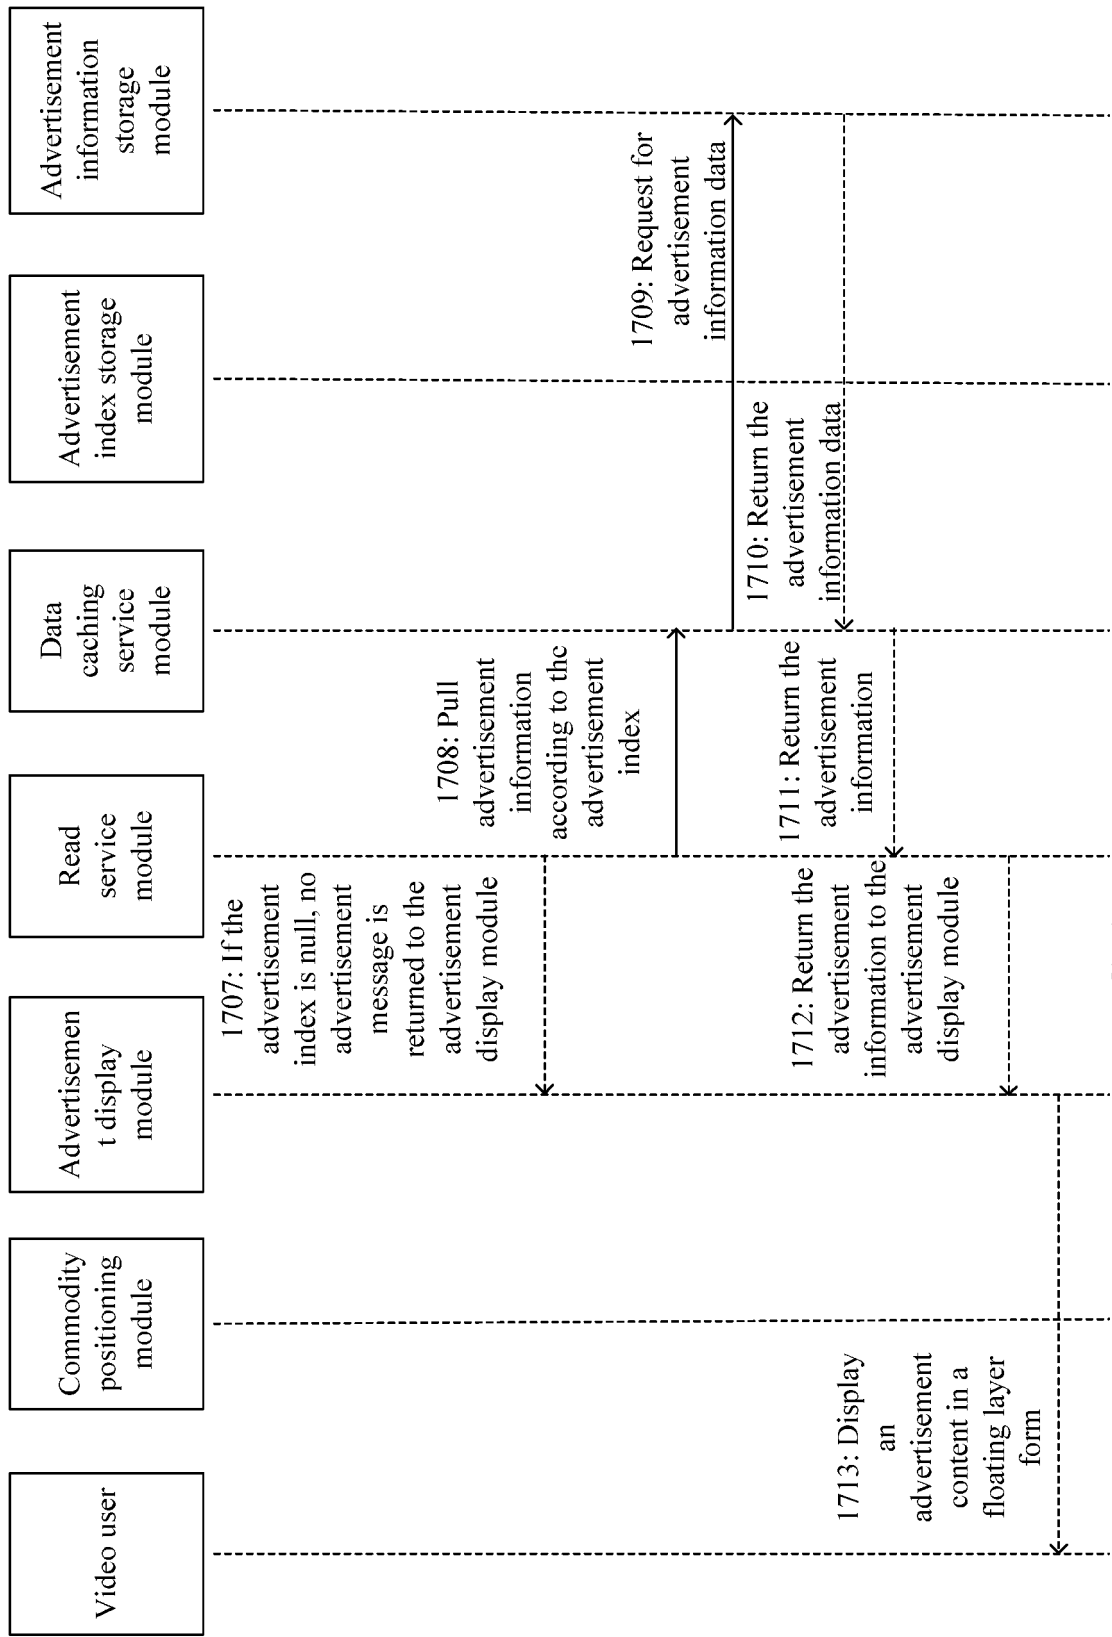 Video user
Commodity
positioning
module
Advertisemen
t display
module
Read
service
module
Data
caching
service
module
Advertisement
index storage
module
Advertisement
information
storage
module
1707: If the
advertisement
index is null, no
advertisement
message is
returned to the
advertisement
display module
1708: Pull
advertisement
information
according to the
advertisement
index
1709: Request for
advertisement
information data
1710: Return the
advertisement
information data
1711: Return the
advertisement
information
1712: Return the
advertisement
information to the
advertisement
display module
1713: Display
an
advertisement
content in a
floating layer
form